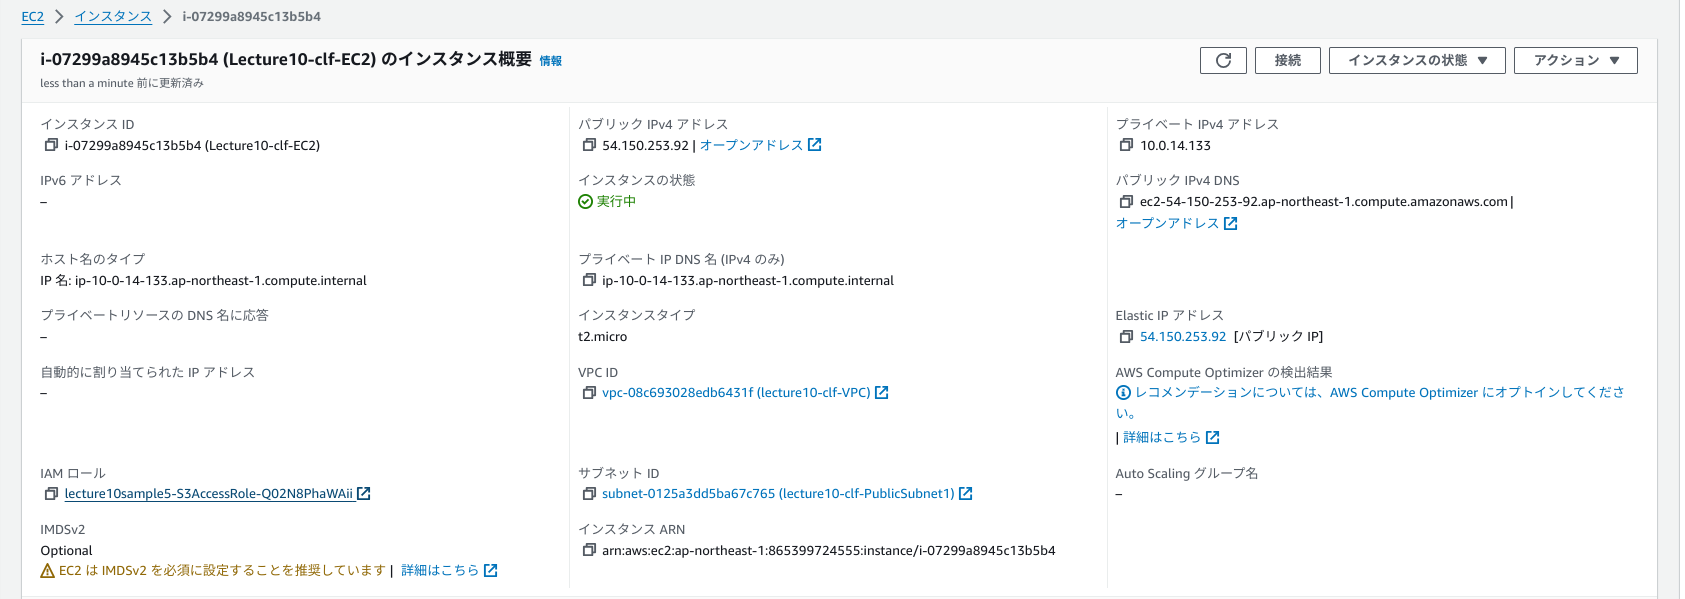 EC2 > インスタンス > i-07299a8945c13b5b4
i-07299a8945c13b5b4 (Lecture10-clf-EC2) のインスタンス概要 情報
less than a minute 前に更新済み
接続
インスタンスの状態 ▼
アクション ▼
インスタンス ID
i-07299a8945c13b5b4 (Lecture10-clf-EC2)
パブリック IPv4 アドレス
54.150.253.92 | オープンアドレス
プライベート IPv4 アドレス
10.0.14.133
IPv6 アドレス
–
インスタンスの状態
実行中
パブリック IPv4 DNS
ec2-54-150-253-92.ap-northeast-1.compute.amazonaws.com |
オープンアドレス
ホスト名のタイプ
IP 名: ip-10-0-14-133.ap-northeast-1.compute.internal
プライベート IP DNS 名 (IPv4 のみ)
ip-10-0-14-133.ap-northeast-1.compute.internal
プライベートリソースの DNS 名に応答
–
インスタンスタイプ
t2.micro
Elastic IP アドレス
54.150.253.92 [パブリック IP]
自動的に割り当てられた IP アドレス
–
VPC ID
vpc-08c693028edb6431f (lecture10-clf-VPC)
AWS Compute Optimizer の検出結果
レコメンデーションについては、AWS Compute Optimizer にオプトインしてくださ
い。
| 詳細はこちら
IAM ロール
lecture10sample5-S3AccessRole-Q02N8PhaWAii
サブネット ID
subnet-0125a3dd5ba67c765 (lecture10-clf-PublicSubnet1)
Auto Scaling グループ名
–
IMDSv2
Optional
EC2 は IMDSv2 を必須に設定することを推奨しています | 詳細はこちら
インスタンス ARN
arn:aws:ec2:ap-northeast-1:865399724555:instance/i-07299a8945c13b5b4